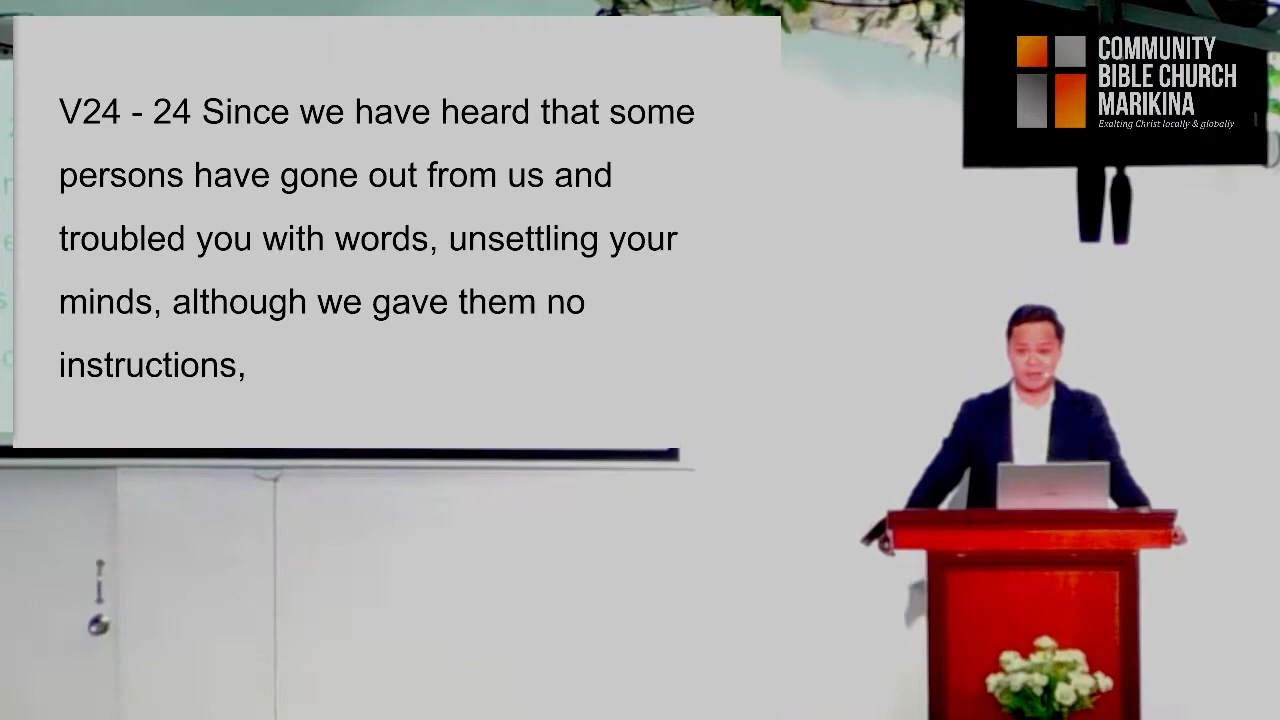 V24 - 24 Since we have heard that some
persons have gone out from us and
troubled you with words, unsettling your
minds, although we gave them no
instructions,
COMMUNITY
BIBLE CHURCH
MARIKINA
Exalting Christ locally & globally